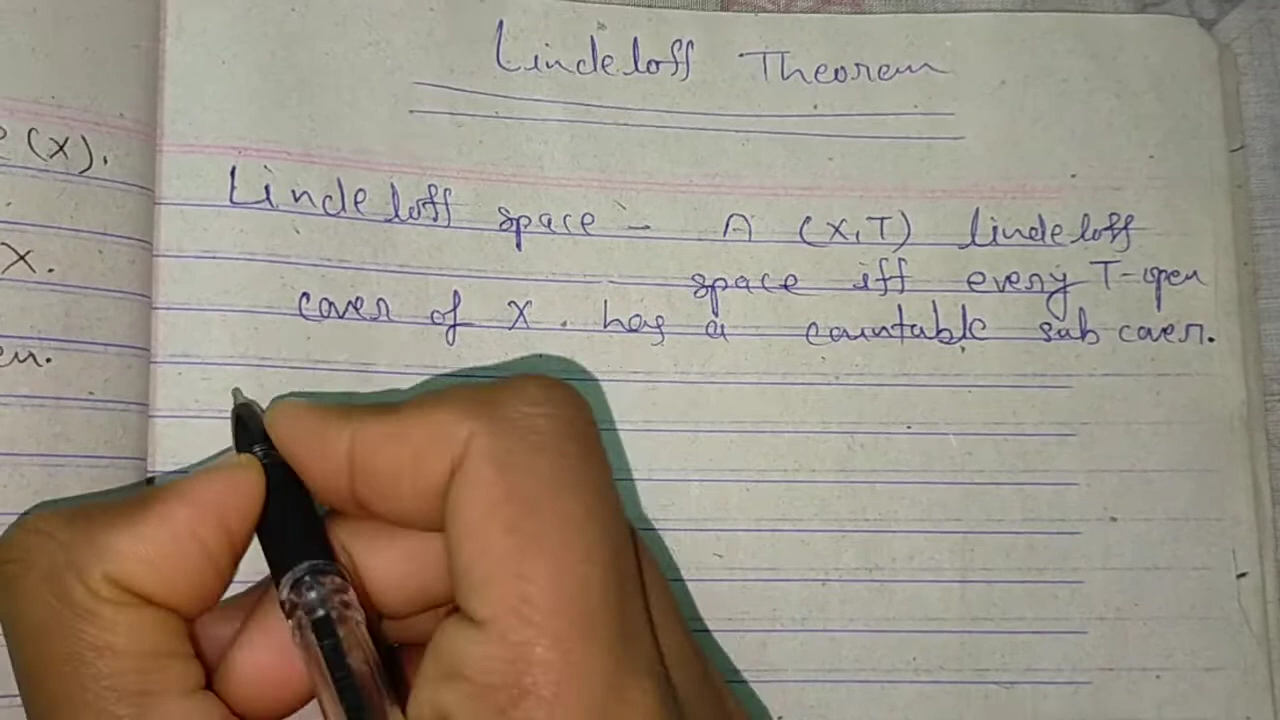 Lindeloff Theorem
(X).
Lindeloff space :- A (X,T) lindeloff
X.
space iff every T-open
cover of X. has a countable sub cover.